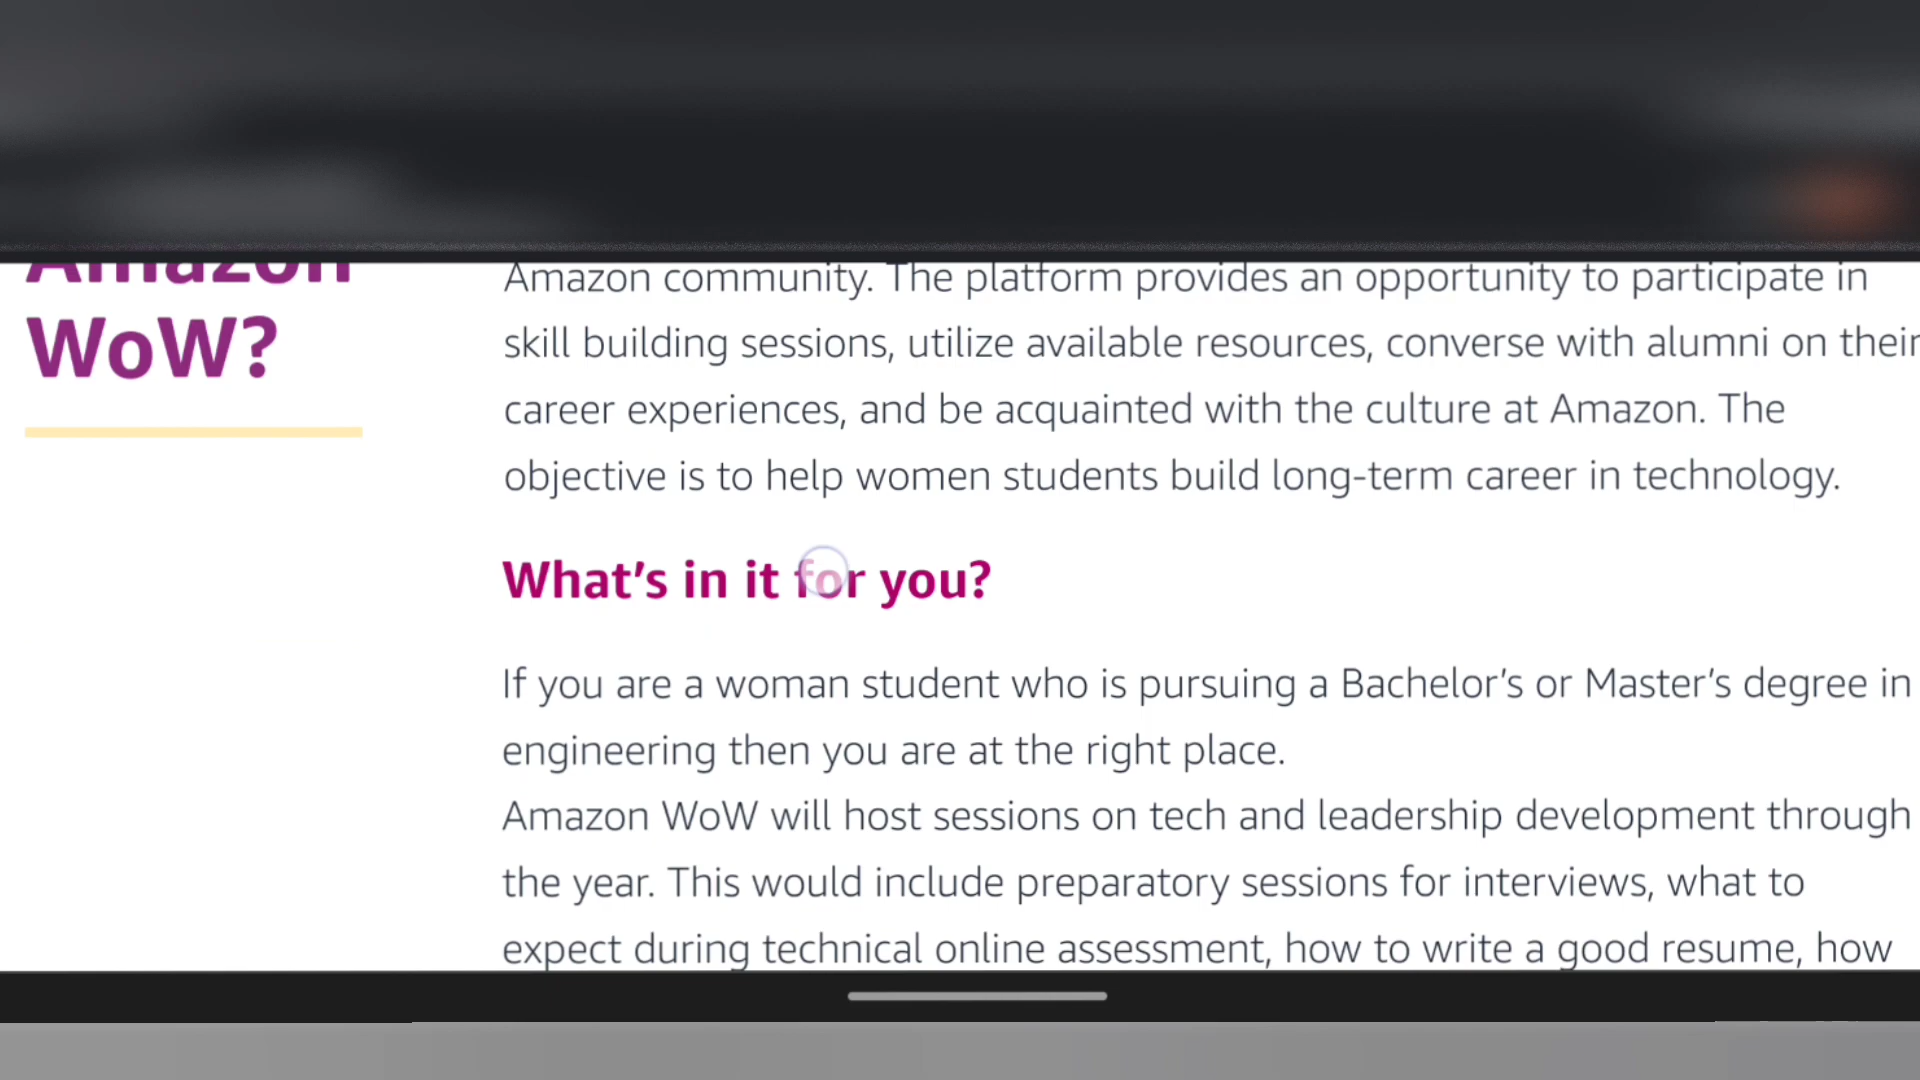 Amazon
WoW?
Amazon community. The platform provides an opportunity to participate in
skill building sessions, utilize available resources, converse with alumni on their
career experiences, and be acquainted with the culture at Amazon. The
objective is to help women students build long-term career in technology.
What’s in it for you?
If you are a woman student who is pursuing a Bachelor’s or Master’s degree in
engineering then you are at the right place.
Amazon WoW will host sessions on tech and leadership development through
the year. This would include preparatory sessions for interviews, what to
expect during technical online assessment, how to write a good resume, how